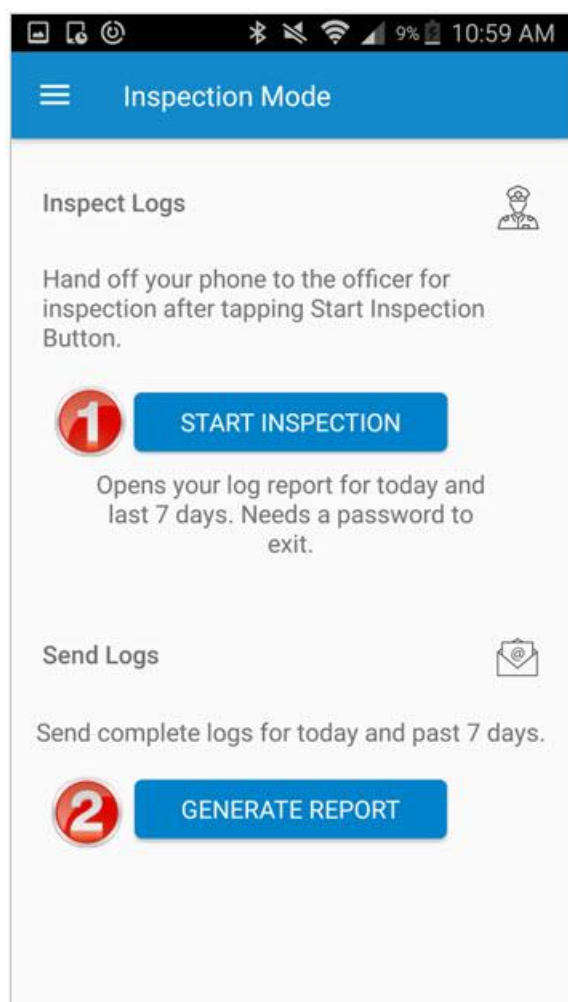 9% 10:59 AM
Inspection Mode
Inspect Logs
Hand off your phone to the officer for
inspection after tapping Start Inspection
Button.
1 START INSPECTION
Opens your log report for today and
last 7 days. Needs a password to
exit.
Send Logs
@
Send complete logs for today and past 7 days.
2 GENERATE REPORT